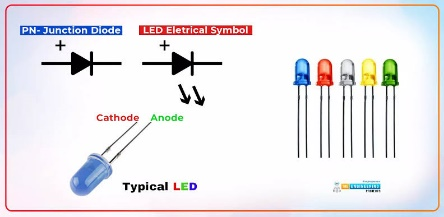 PN- Junction Diode
LED Eletrical Symbol
+
+
Cathode Anode
Typical LED